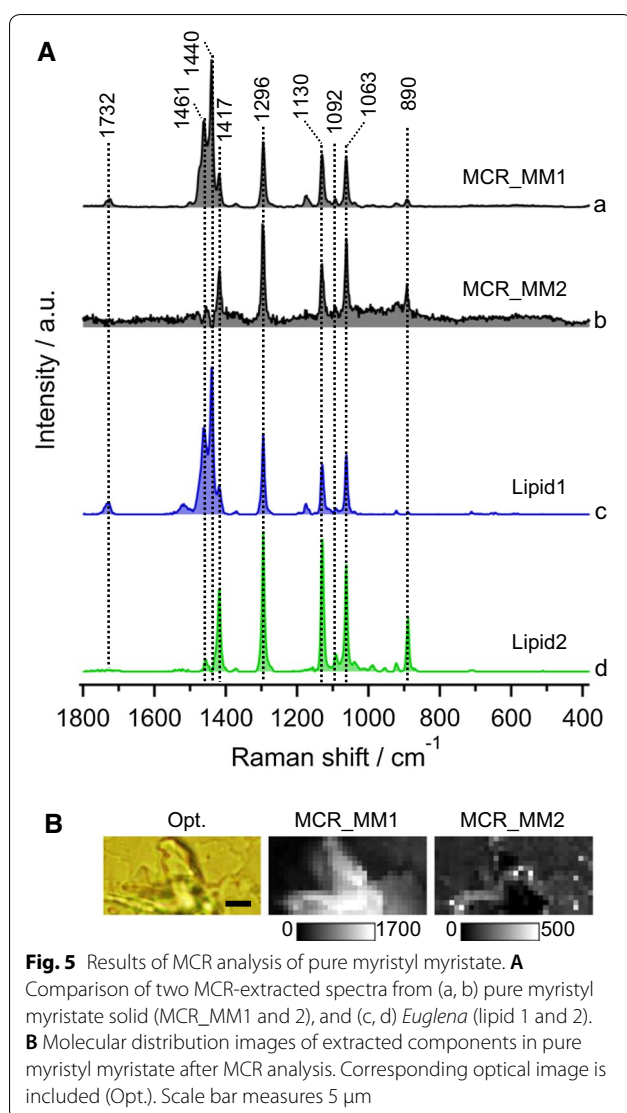 A
1732
1461
1440
1417
1296
1130
1092
1063
890
MCR_MM1
a
MCR_MM2
b
Lipid1
c
Lipid2
d
Intensity / a.u.
1800 1600 1400 1200 1000 800 600 400
Raman shift / cm⁻¹
B
Opt. MCR_MM1 MCR_MM2
0 1700 0 500
Fig. 5 Results of MCR analysis of pure myristyl myristate. A
Comparison of two MCR-extracted spectra from (a, b) pure myristyl
myristate solid (MCR_MM1 and 2), and (c, d) Euglena (lipid 1 and 2).
B Molecular distribution images of extracted components in pure
myristyl myristate after MCR analysis. Corresponding optical image is
included (Opt.). Scale bar measures 5 μm